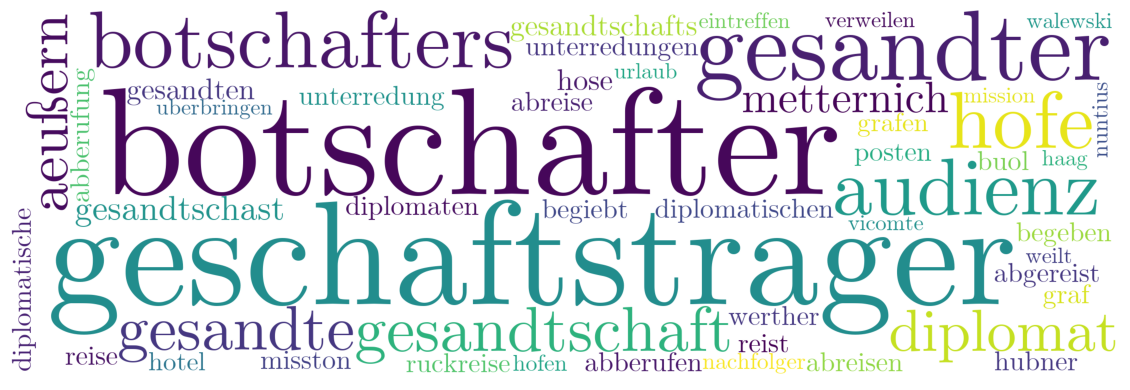 aeußern
botschafters
gesandtschafts
eintreffen
verweilen
walewski
unterredungen
gesandter
abberufung
gesandten
uberbringen
unterredung
hose
urlaub
abreise
metternich
mission
grafen
hofe
nuntius
botschafter
posten
buol
haag
audienz
gesandtschast
diplomaten
begiebt
diplomatischen
vicomte
begeben
diplomatische
geschaftstrager
weilt
abgereist
graf
gesandte
gesandtschaft
werther
diplomat
reise
hotel
misston
ruckreise
hofen
abberufen
reist
nachfolger
abreisen
hubner